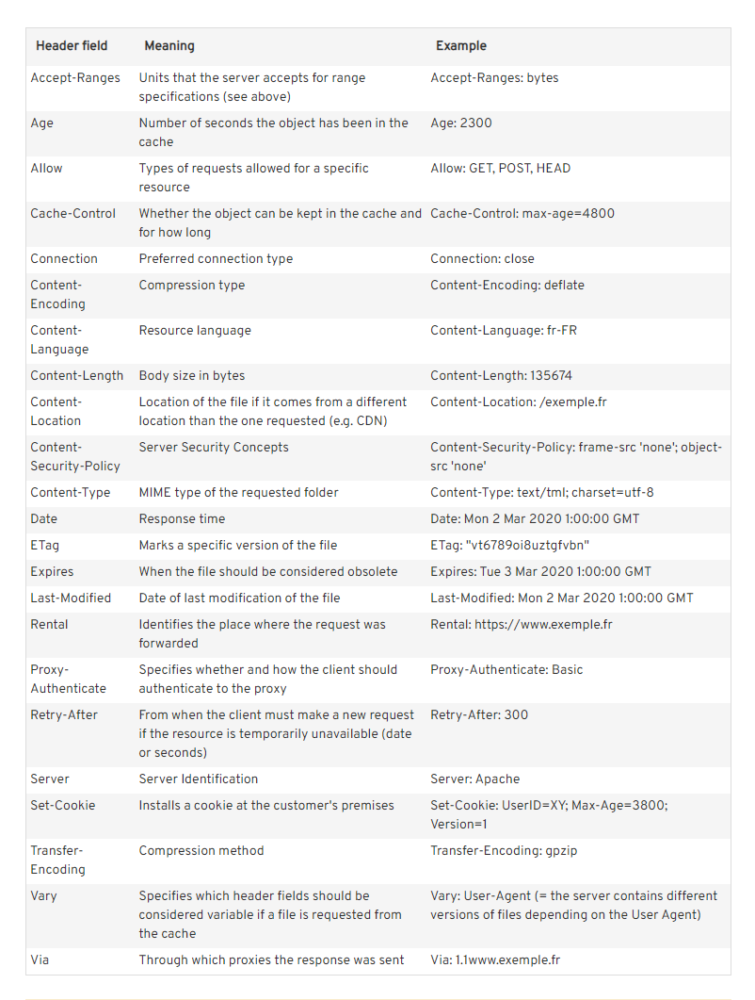 Header field Meaning Example
Accept-Ranges Units that the server accepts for range Accept-Ranges: bytes
specifications (see above)
Age Number of seconds the object has been in the Age: 2300
cache
Allow Types of requests allowed for a specific Allow: GET, POST, HEAD
resource
Cache-Control Whether the object can be kept in the cache and Cache-Control: max-age=4800
for how long
Connection Preferred connection type Connection: close
Content- Compression type Content-Encoding: deflate
Encoding
Content- Resource language Content-Language: fr-FR
Language
Content-Length Body size in bytes Content-Length: 135674
Content- Location of the file if it comes from a different Content-Location: /exemple.fr
Location location than the one requested (e.g. CDN)
Content- Server Security Concepts Content-Security-Policy: frame-src 'none'; object-
Security-Policy src 'none'
Content-Type MIME type of the requested folder Content-Type: text/tml; charset=utf-8
Date Response time Date: Mon 2 Mar 2020 1:00:00 GMT
ETag Marks a specific version of the file ETag: "vt6789oi8uztgfvbn"
Expires When the file should be considered obsolete Expires: Tue 3 Mar 2020 1:00:00 GMT
Last-Modified Date of last modification of the file Last-Modified: Mon 2 Mar 2020 1:00:00 GMT
Rental Identifies the place where the request was Rental: https://www.exemple.fr
forwarded
Proxy- Specifies whether and how the client should Proxy-Authenticate: Basic
Authenticate authenticate to the proxy
Retry-After From when the client must make a new request Retry-After: 300
if the resource is temporarily unavailable (date
or seconds)
Server Server Identification Server: Apache
Set-Cookie Installs a cookie at the customer's premises Set-Cookie: UserID=XY; Max-Age=3800;
Version=1
Transfer- Compression method Transfer-Encoding: gpzip
Encoding
Vary Specifies which header fields should be Vary: User-Agent (= the server contains different
considered variable if a file is requested from versions of files depending on the User Agent)
the cache
Via Through which proxies the response was sent Via: 1.1www.exemple.fr